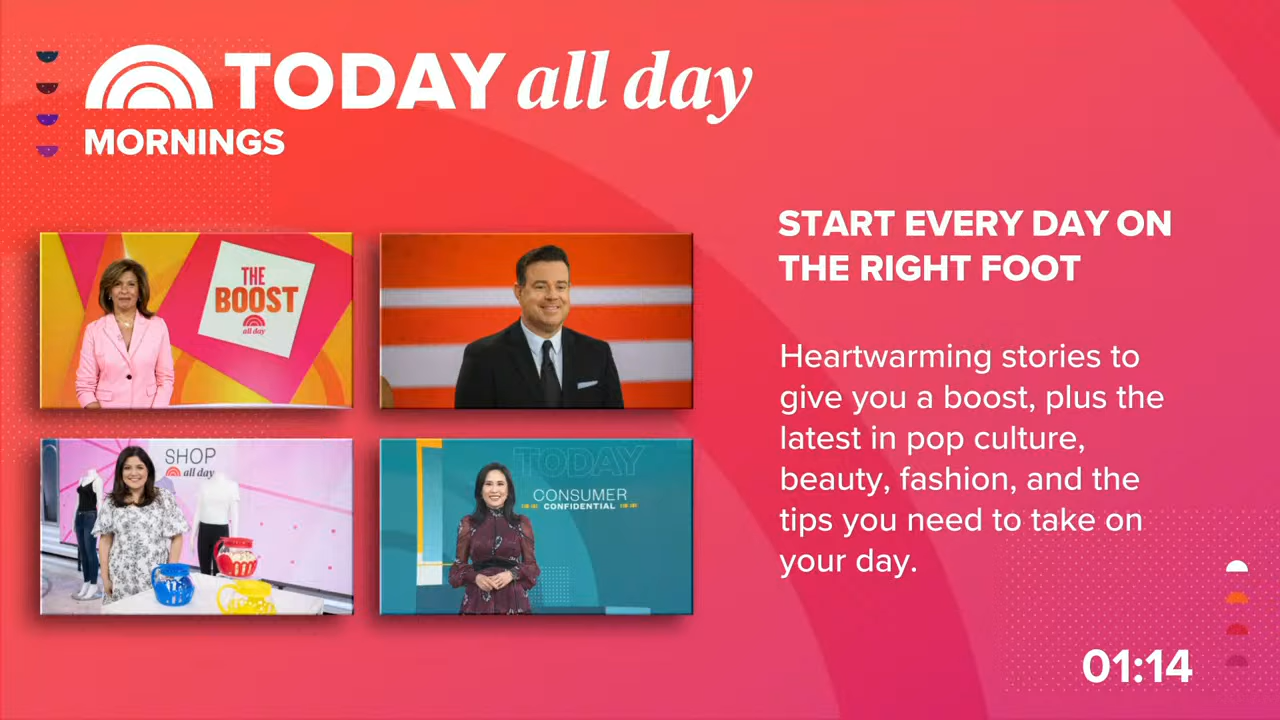 TODAY all day
MORNINGS
START EVERY DAY ON
THE RIGHT FOOT
THE
BOOST
all day
Heartwarming stories to
give you a boost, plus the
latest in pop culture,
beauty, fashion, and the
tips you need to take on
your day.
SHOP
all day
TODAY
CONSUMER
CONFIDENTIAL
01:14